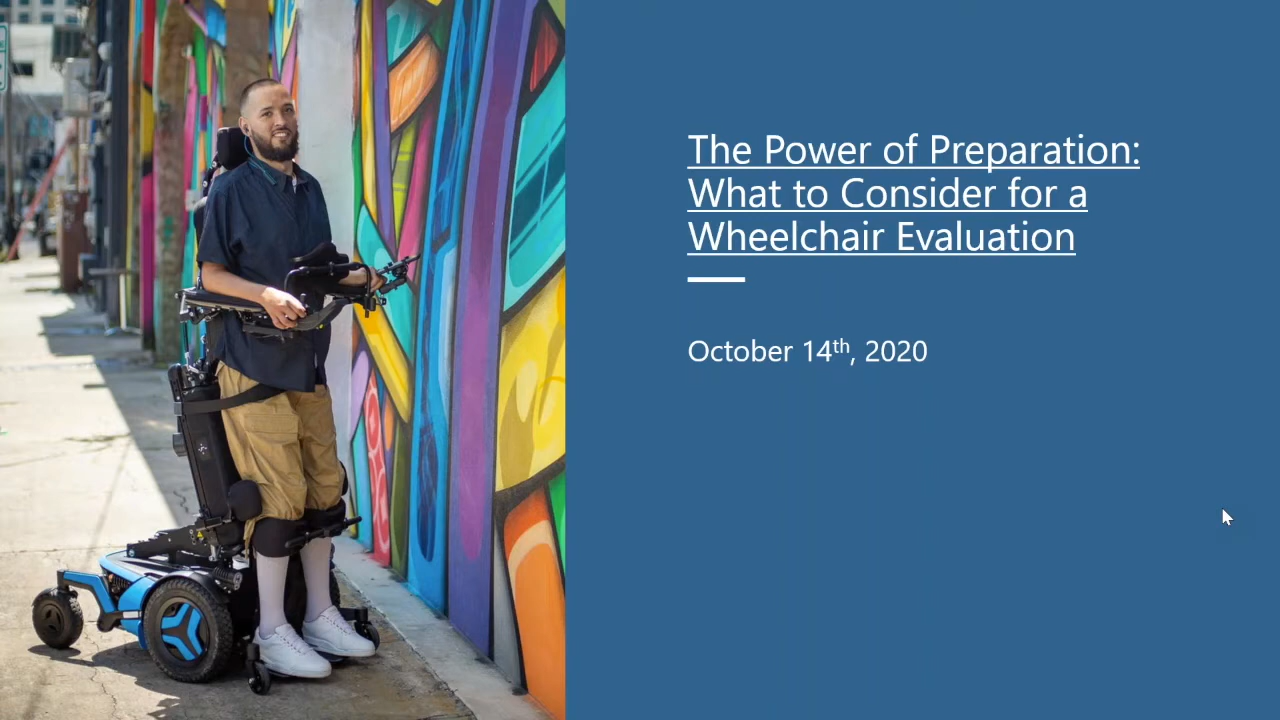 The Power of Preparation:
What to Consider for a
Wheelchair Evaluation
October 14th, 2020